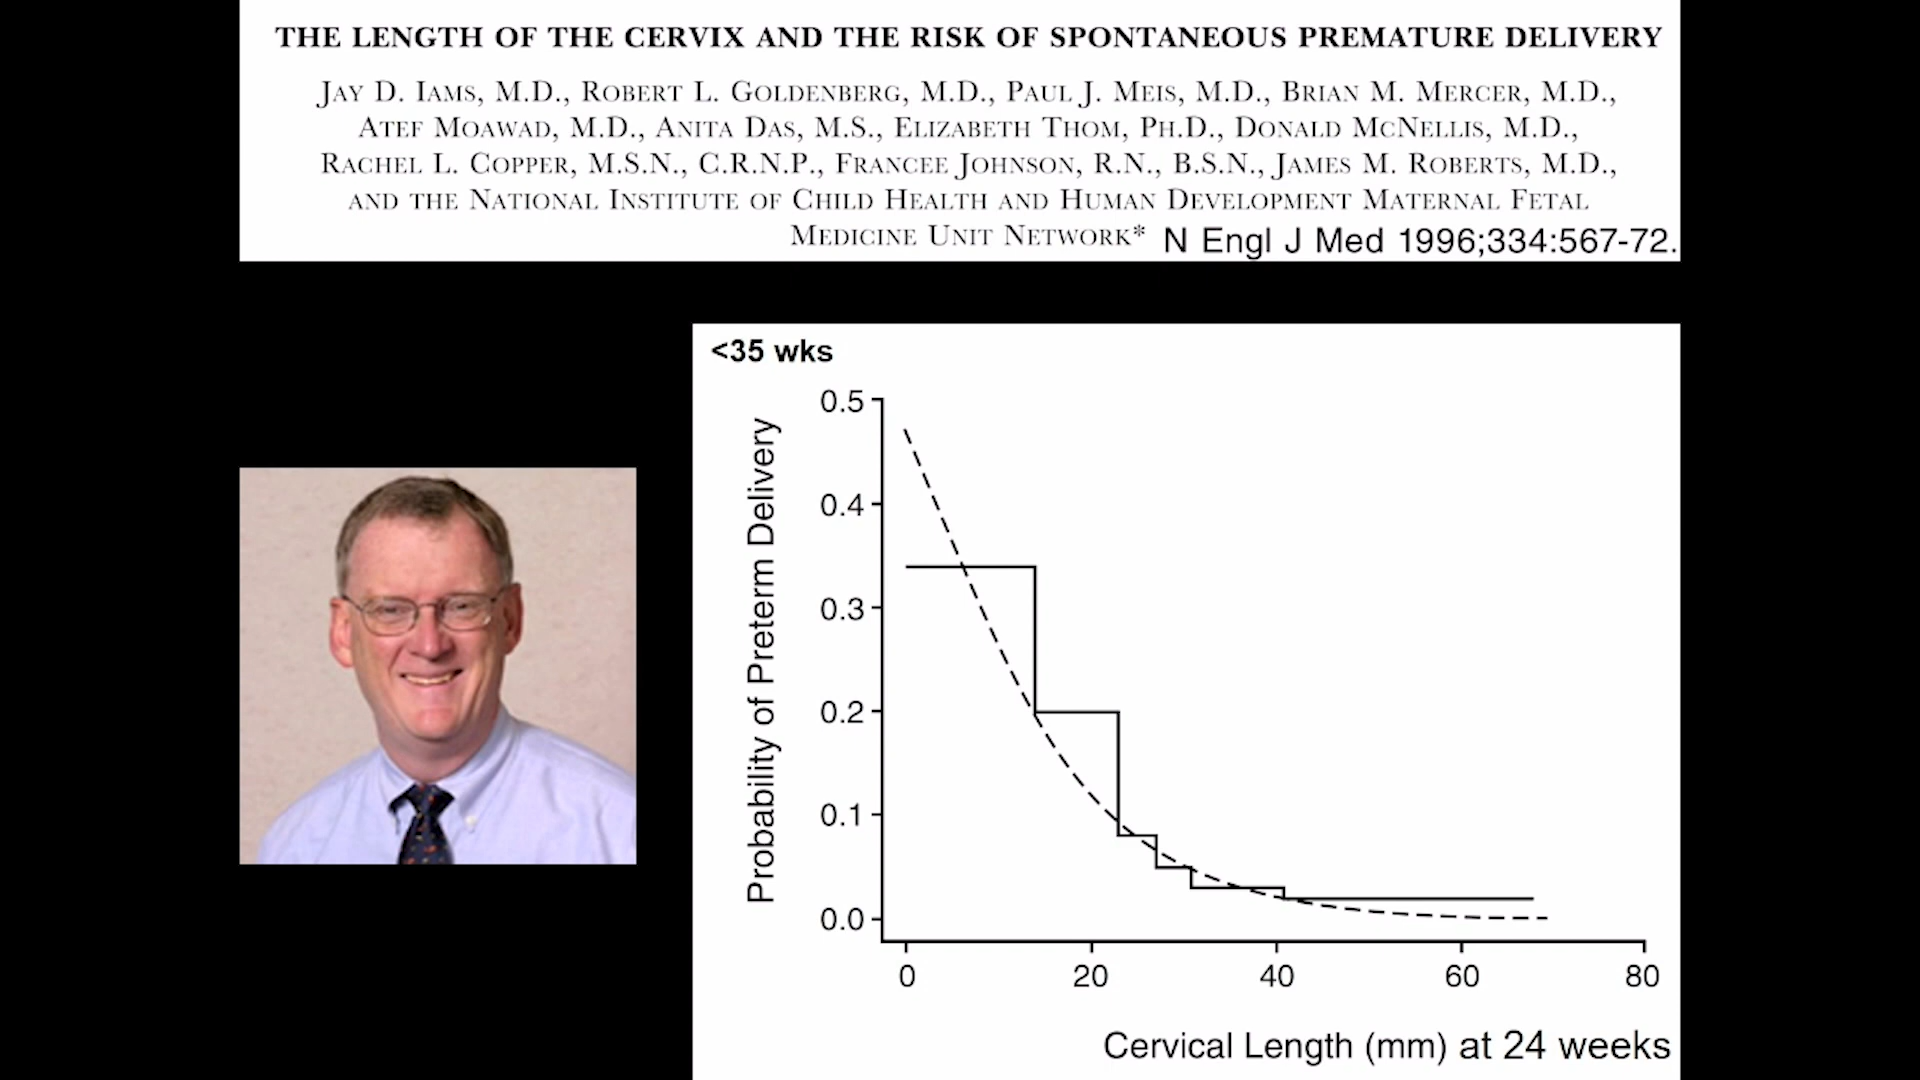 THE LENGTH OF THE CERVIX AND THE RISK OF SPONTANEOUS PREMATURE DELIVERY
JAY D. IAMS, M.D., ROBERT L. GOLDENBERG, M.D., PAUL J. MEIS, M.D., BRIAN M. MERCER, M.D.,
ATEF MOAWAD, M.D., ANITA DAS, M.S., ELIZABETH THOM, PH.D., DONALD MCNELLIS, M.D.,
RACHEL L. COPPER, M.S.N., C.R.N.P., FRANCEE JOHNSON, R.N., B.S.N., JAMES M. ROBERTS, M.D.,
AND THE NATIONAL INSTITUTE OF CHILD HEALTH AND HUMAN DEVELOPMENT MATERNAL FETAL
MEDICINE UNIT NETWORK* N Engl J Med 1996;334:567-72.
<35 wks
Probability of Preterm Delivery
0.5
0.4
0.3
0.2
0.1
0.0
0 20 40 60 80
Cervical Length (mm) at 24 weeks